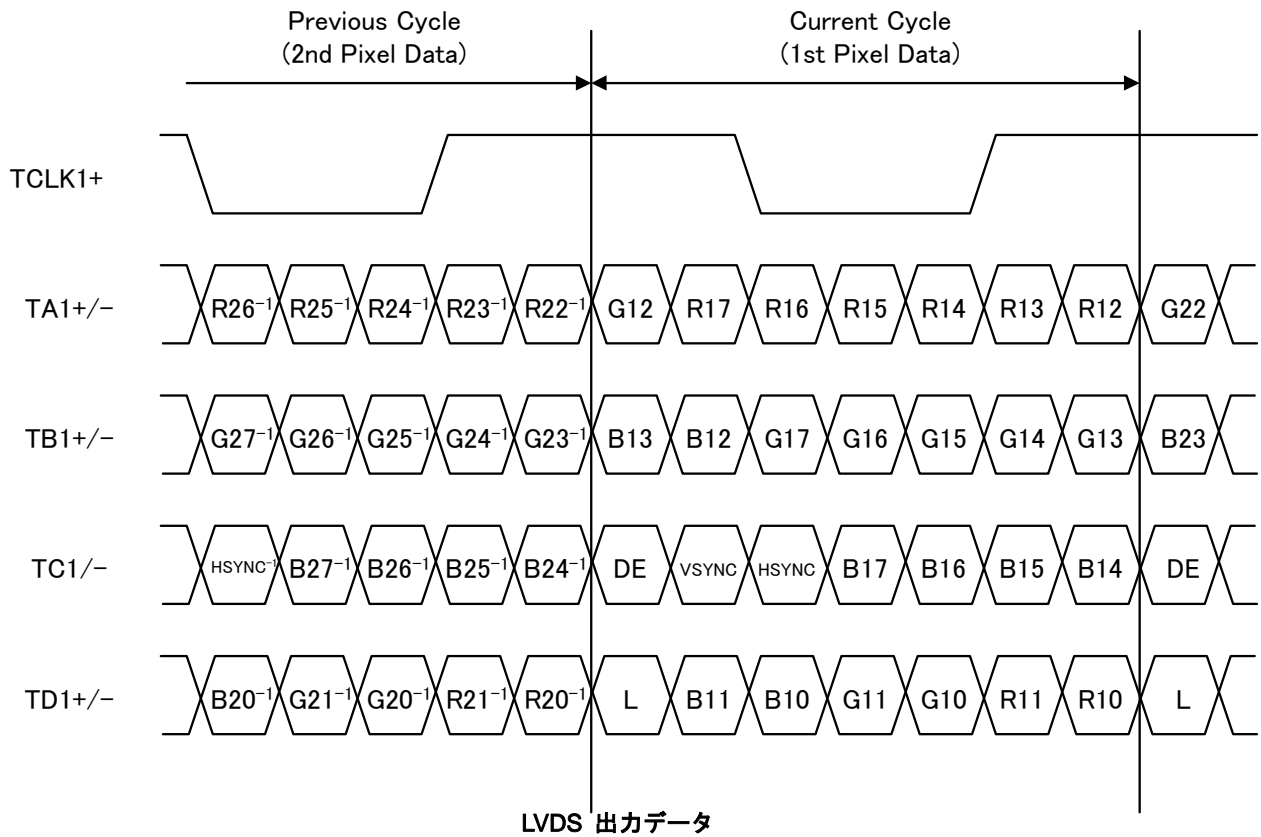 Previous Cycle
(2nd Pixel Data)
Current Cycle
(1st Pixel Data)
TCLK1+
TA1+/- R26⁻¹ R25⁻¹ R24⁻¹ R23⁻¹ R22⁻¹ G12 R17 R16 R15 R14 R13 R12 G22
TB1+/- G27⁻¹ G26⁻¹ G25⁻¹ G24⁻¹ G23⁻¹ B13 B12 G17 G16 G15 G14 G13 B23
TC1/- HSYNC⁻¹ B27⁻¹ B26⁻¹ B25⁻¹ B24⁻¹ DE VSYNC HSYNC B17 B16 B15 B14 DE
TD1+/- B20⁻¹ G21⁻¹ G20⁻¹ R21⁻¹ R20⁻¹ L B11 B10 G11 G10 R11 R10 L
LVDS 出力データ